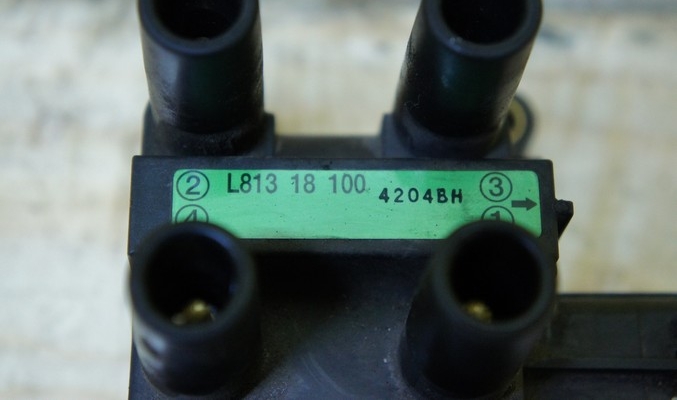 ② L813 18 100 4204BH ③
④ ① →